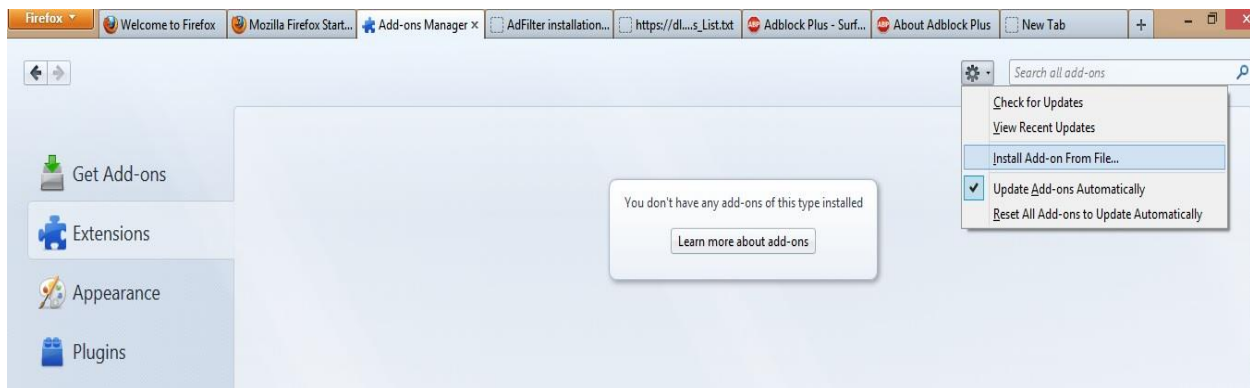 Firefox
Welcome to Firefox
Mozilla Firefox Start...
Add-ons Manager
AdFilter installation...
https://dl....s_List.txt
Adblock Plus - Surf...
About Adblock Plus
New Tab
Search all add-ons
Check for Updates
View Recent Updates
Install Add-on From File...
Update Add-ons Automatically
Reset All Add-ons to Update Automatically
Get Add-ons
Extensions
Appearance
Plugins
You don't have any add-ons of this type installed
Learn more about add-ons